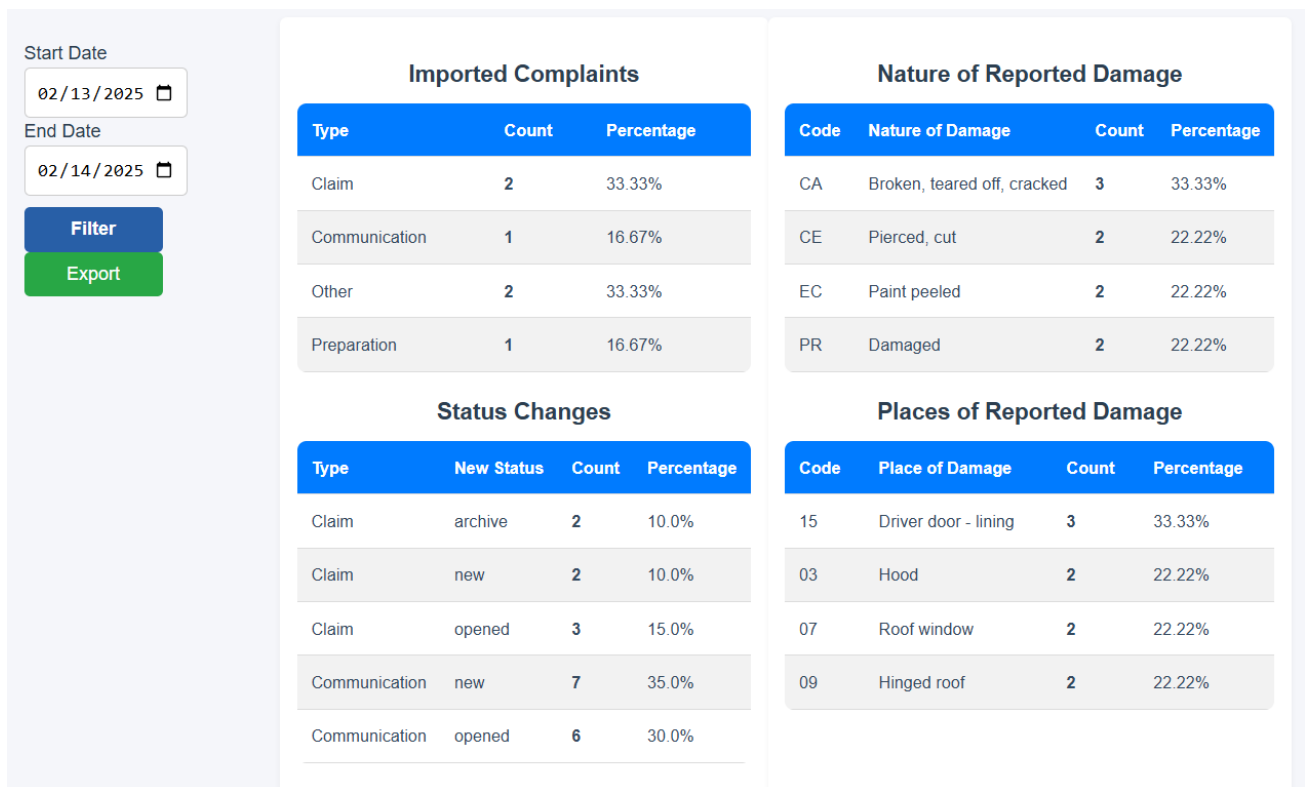 Start Date
02/13/2025
End Date
02/14/2025
Filter
Export
Imported Complaints
Type Count Percentage
Claim 2 33.33%
Communication 1 16.67%
Other 2 33.33%
Preparation 1 16.67%
Status Changes
Type New Status Count Percentage
Claim archive 2 10.0%
Claim new 2 10.0%
Claim opened 3 15.0%
Communication new 7 35.0%
Communication opened 6 30.0%
Nature of Reported Damage
Code Nature of Damage Count Percentage
CA Broken, teared off, cracked 3 33.33%
CE Pierced, cut 2 22.22%
EC Paint peeled 2 22.22%
PR Damaged 2 22.22%
Places of Reported Damage
Code Place of Damage Count Percentage
15 Driver door - lining 3 33.33%
03 Hood 2 22.22%
07 Roof window 2 22.22%
09 Hinged roof 2 22.22%